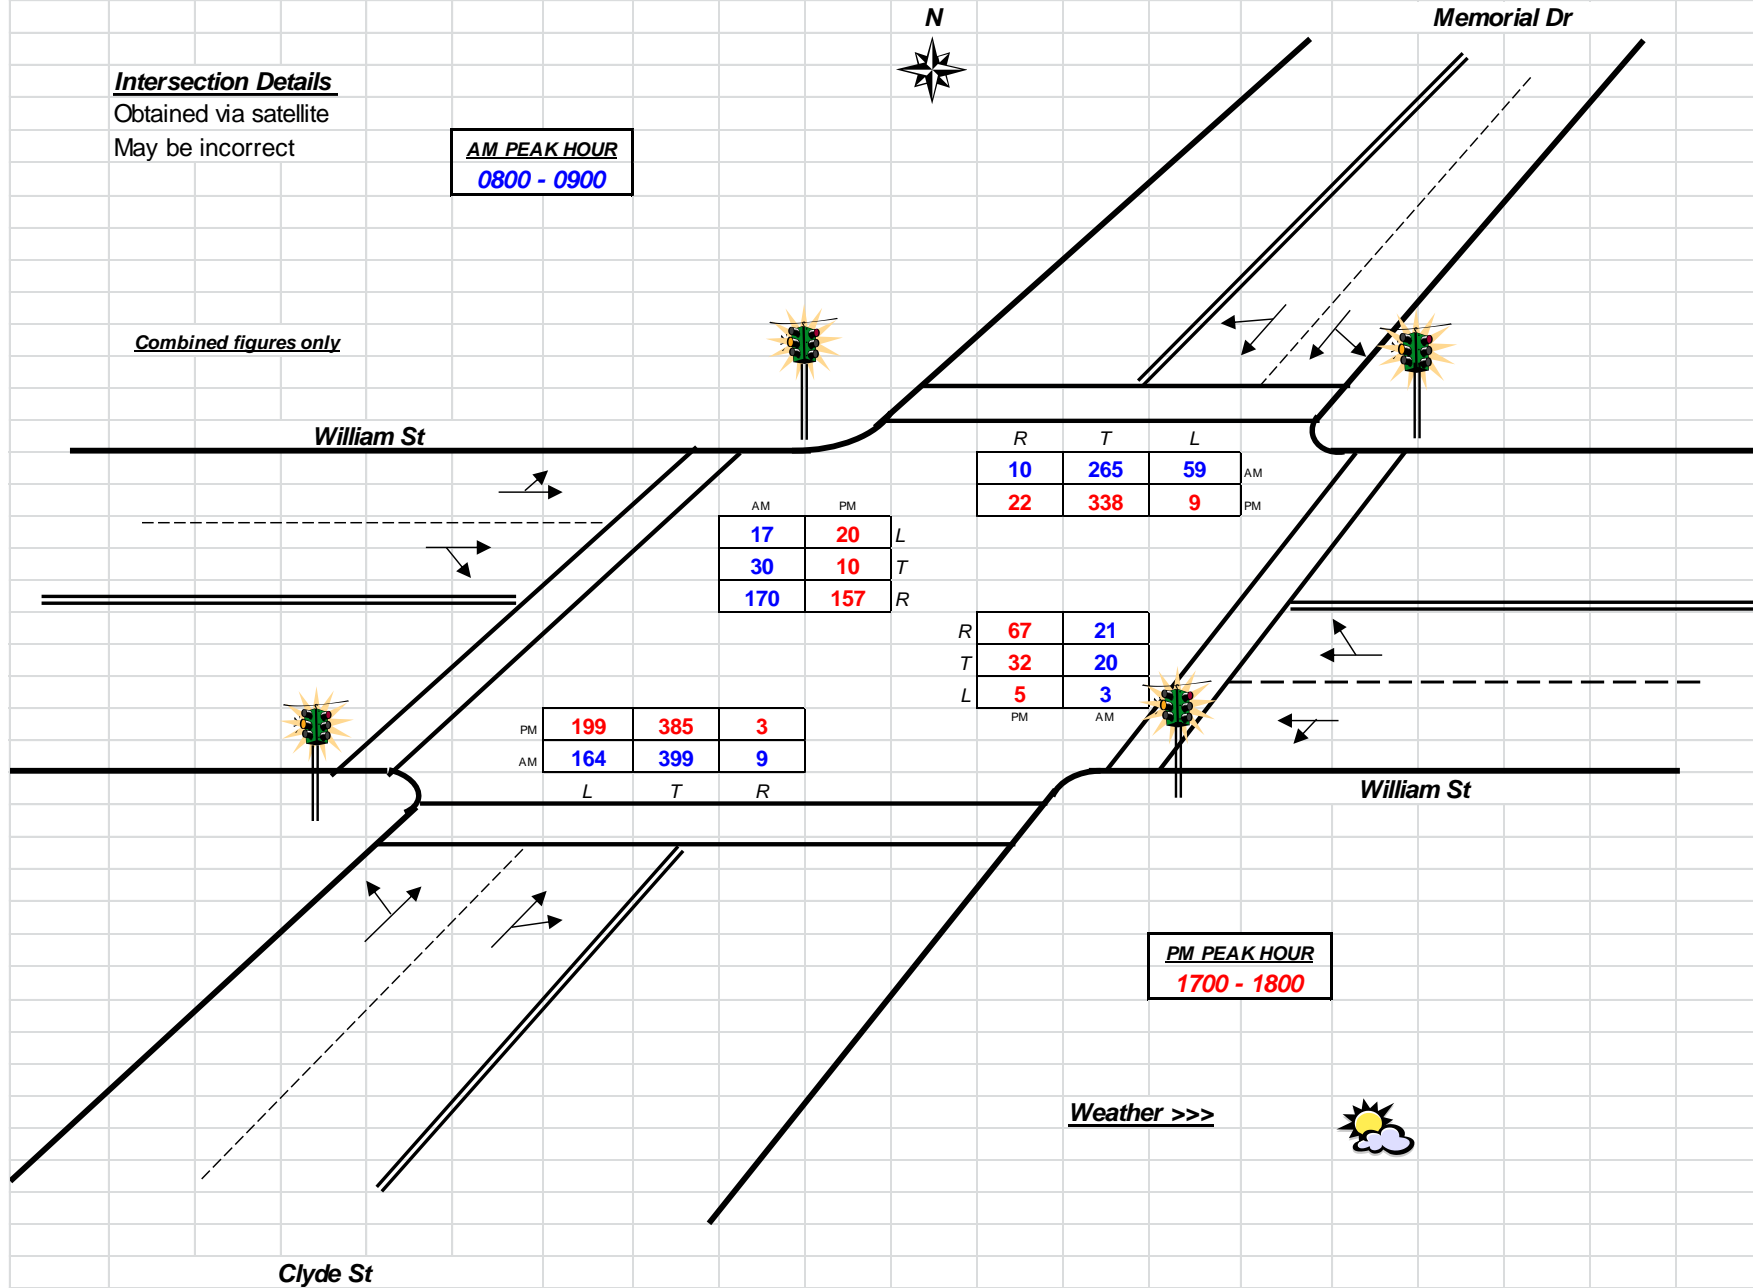 N
Memorial Dr
Intersection Details
Obtained via satellite
May be incorrect
AM PEAK HOUR
0800 - 0900
Combined figures only
William St
R T L
10 265 59 AM
22 338 9 PM
AM PM
17 20 L
30 10 T
170 157 R
R 67 21
T 32 20
L 5 3
PM AM
PM 199 385 3
AM 164 399 9
L T R
William St
PM PEAK HOUR
1700 - 1800
Weather >>>
Clyde St